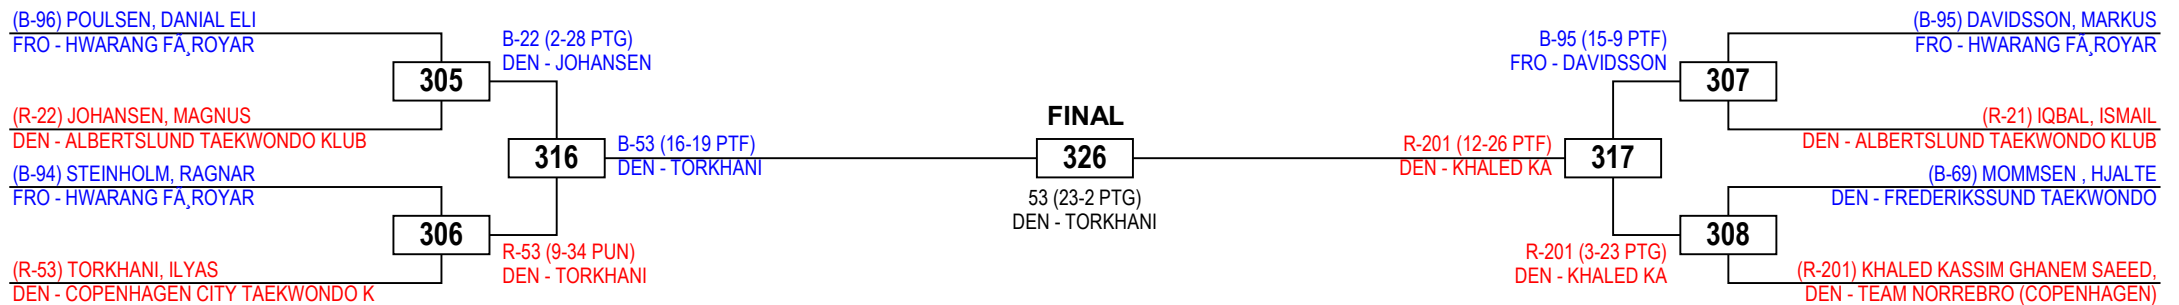 (B-96) POULSEN, DANIAL ELI
FRO - HWARANG FÃ¸ROYAR
305
(R-22) JOHANSEN, MAGNUS
DEN - ALBERTSLUND TAEKWONDO KLUB
B-22 (2-28 PTG)
DEN - JOHANSEN
316
(B-94) STEINHOLM, RAGNAR
FRO - HWARANG FÃ¸ROYAR
306
(R-53) TORKHANI, ILYAS
DEN - COPENHAGEN CITY TAEKWONDO K
R-53 (9-34 PUN)
DEN - TORKHANI
B-53 (16-19 PTF)
DEN - TORKHANI
FINAL
326
53 (23-2 PTG)
DEN - TORKHANI
R-201 (12-26 PTF)
DEN - KHALED KA
317
B-95 (15-9 PTF)
FRO - DAVIDSSON
307
(B-95) DAVIDSSON, MARKUS
FRO - HWARANG FÃ¸ROYAR
(R-21) IQBAL, ISMAIL
DEN - ALBERTSLUND TAEKWONDO KLUB
(B-69) MOMMSEN , HJALTE
DEN - FREDERIKSSUND TAEKWONDO
308
R-201 (3-23 PTG)
DEN - KHALED KA
(R-201) KHALED KASSIM GHANEM SAEED,
DEN - TEAM NORREBRO (COPENHAGEN)